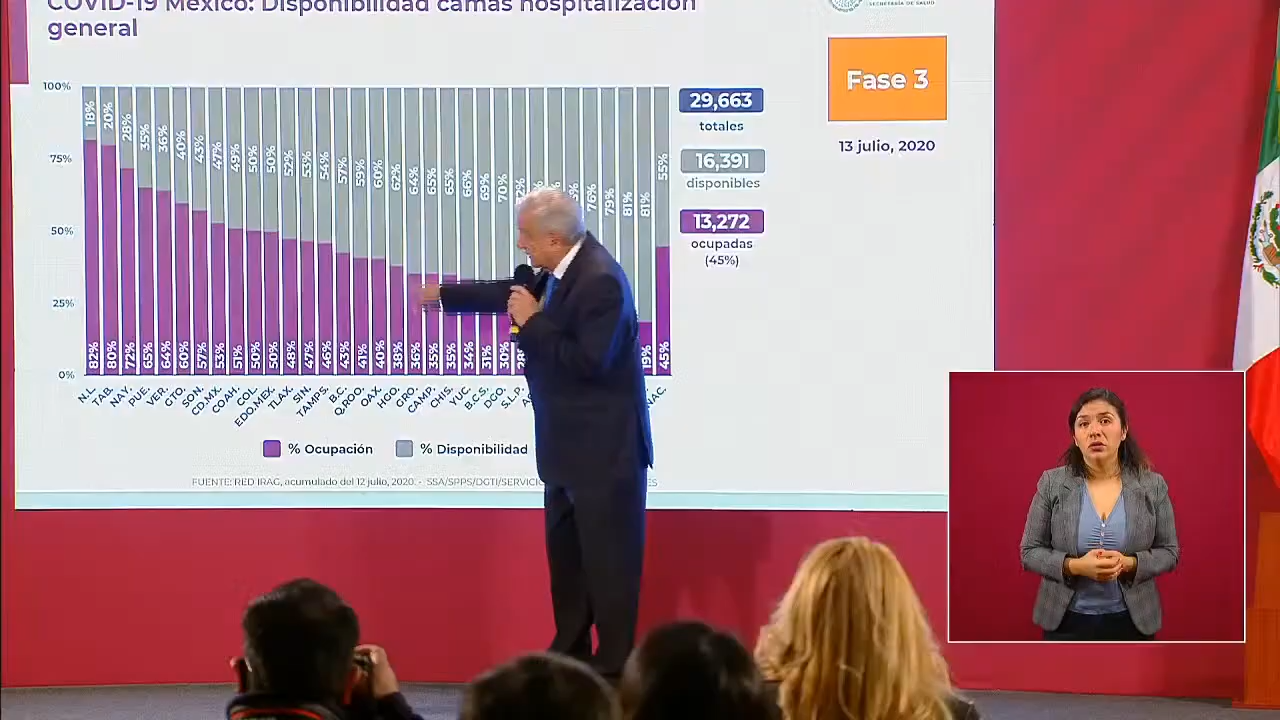 COVID-19 México: Disponibilidad camas hospitalización
general
SECRETARÍA DE SALUD
Fase 3
13 julio, 2020
29,663
totales
16,391
disponibles
13,272
ocupadas
(45%)
100%
75%
50%
25%
0%
18% 20% 28% 35% 36% 40% 43% 47% 49% 50% 50% 52% 53% 54% 57% 59% 60% 62% 64% 65% 65% 66% 69% 70% 76% 79% 81% 81% 55%
82% 80% 72% 65% 64% 60% 57% 53% 51% 50% 50% 48% 47% 46% 43% 41% 40% 38% 36% 35% 35% 34% 31% 30% 19% 45%
N.L. TAB. NAY. PUE. VER. GTO. SON. CD.MX. COAH. COL. EDO.MEX. TLAX. SIN. TAMPS. B.C. Q.ROO. OAX. HGO. GRO. CAMP. CHIS. YUC. B.C.S. DGO. S.L.P. NAC.
% Ocupación % Disponibilidad
FUENTE: RED IRAG, acumulado del 12 julio, 2020. - SSA/SPPS/DGTI/SERVICIO